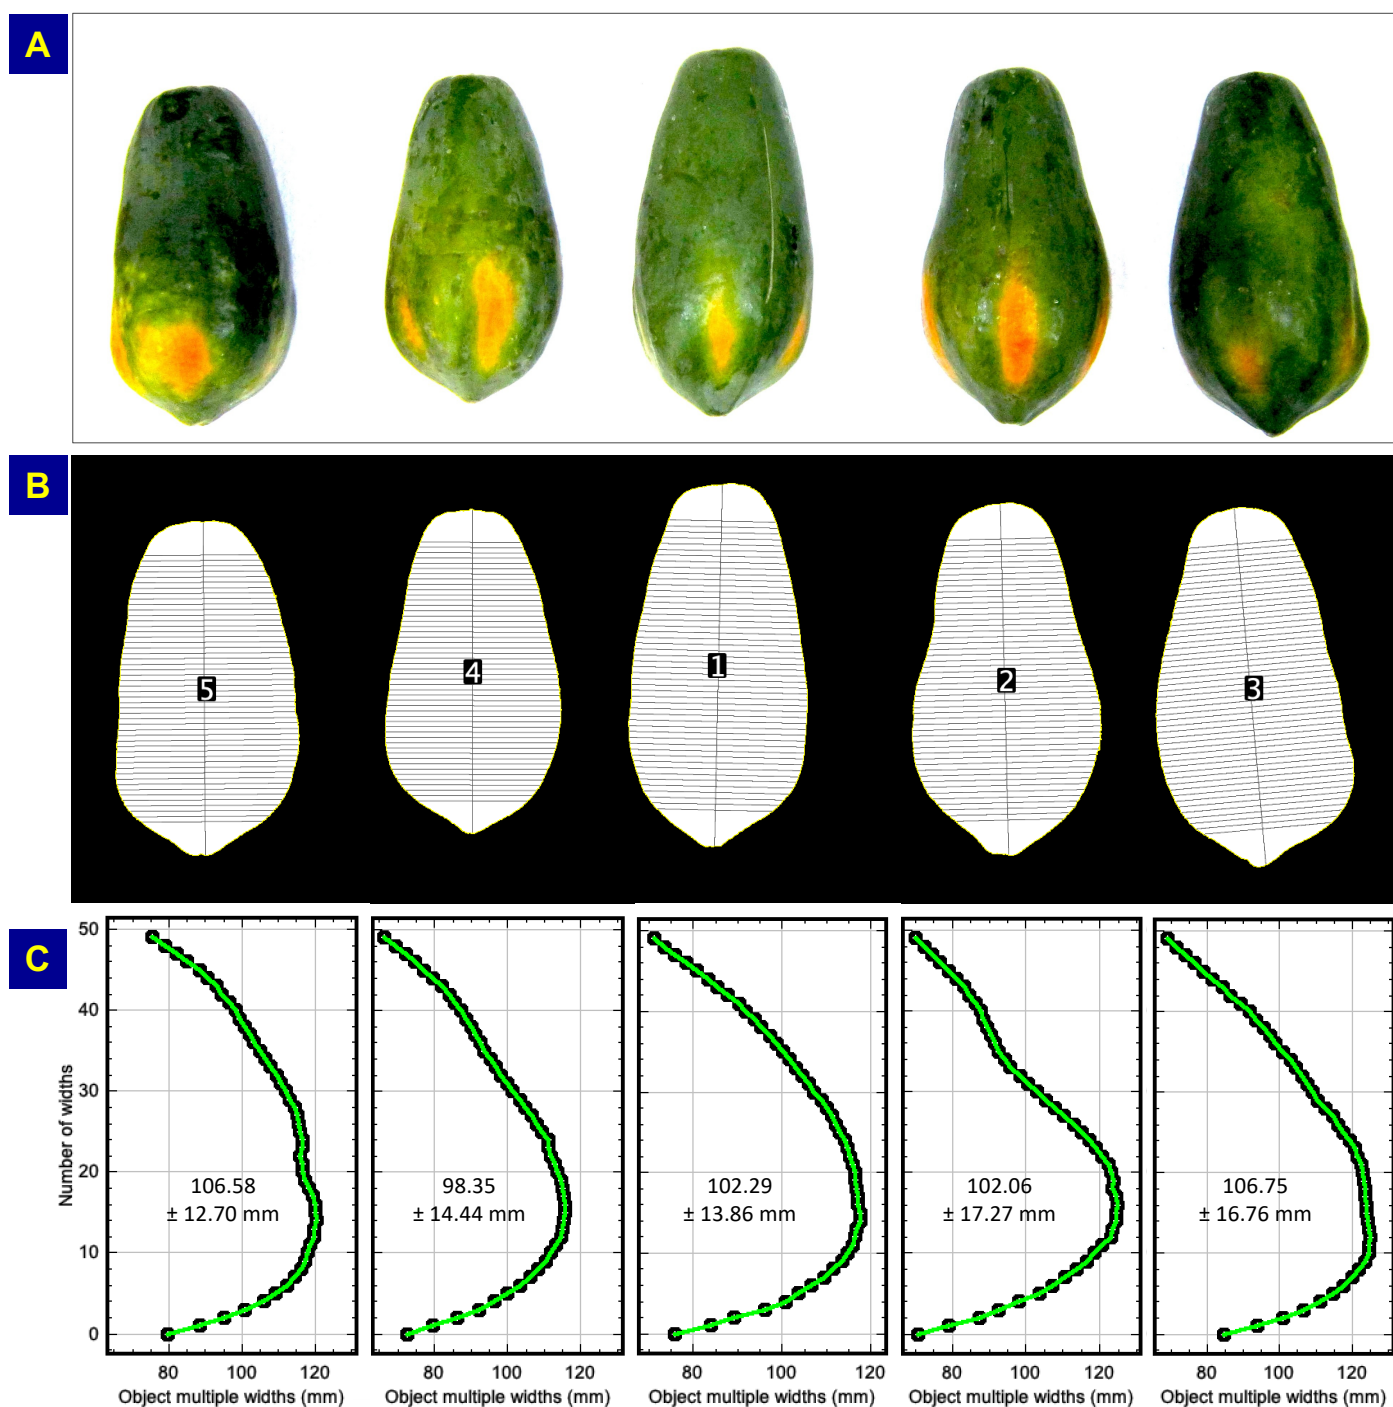 A
B
5
4
1
2
3
C
Number of widths
50
40
30
20
10
0
106.58
± 12.70 mm
98.35
± 14.44 mm
102.29
± 13.86 mm
102.06
± 17.27 mm
106.75
± 16.76 mm
80 100 120
80 100 120
80 100 120
80 100 120
80 100 120
Object multiple widths (mm)
Object multiple widths (mm)
Object multiple widths (mm)
Object multiple widths (mm)
Object multiple widths (mm)